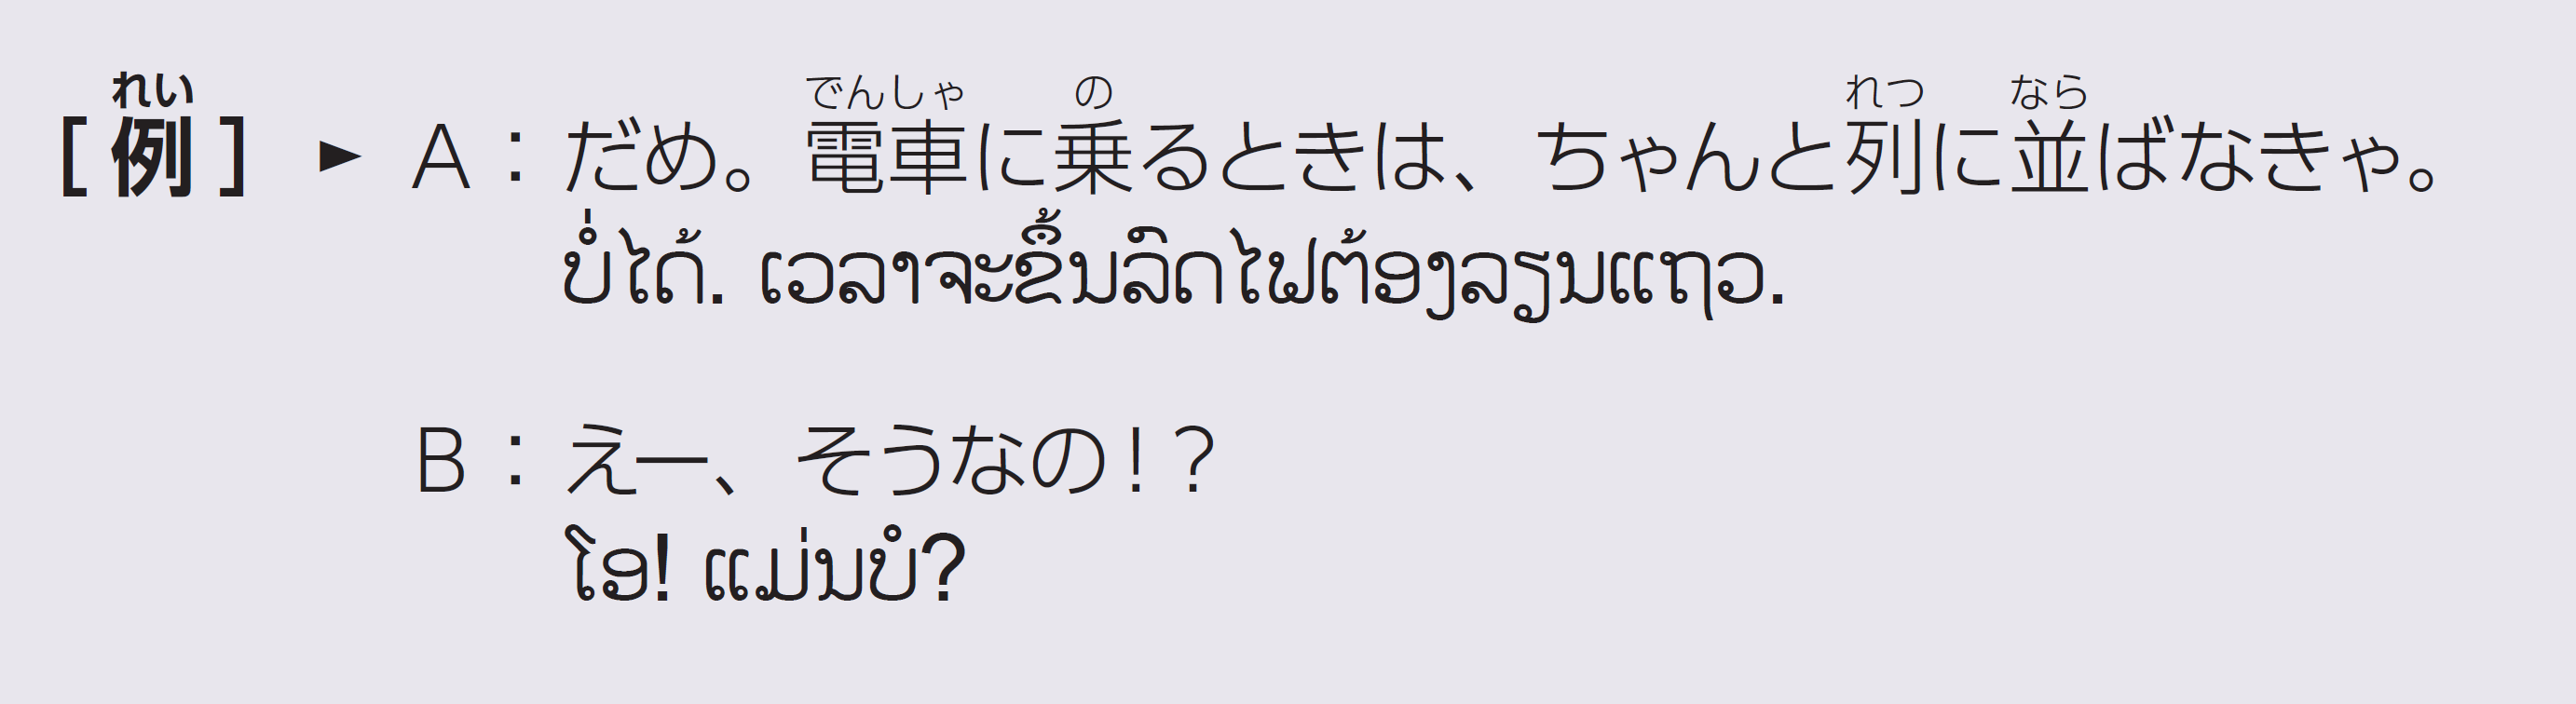 れい でんしゃ の れつ なら
[ 例 ] ► A：だめ。電車に乗るときは、ちゃんと列に並ばなきゃ。
ບໍ່ໄດ້. ເວລາຈະຂຶ້ນລົດໄຟຕ້ອງລຽນແຖວ.
B：えー、そうなの！？
ໂອ! ແມ່ນບໍ?